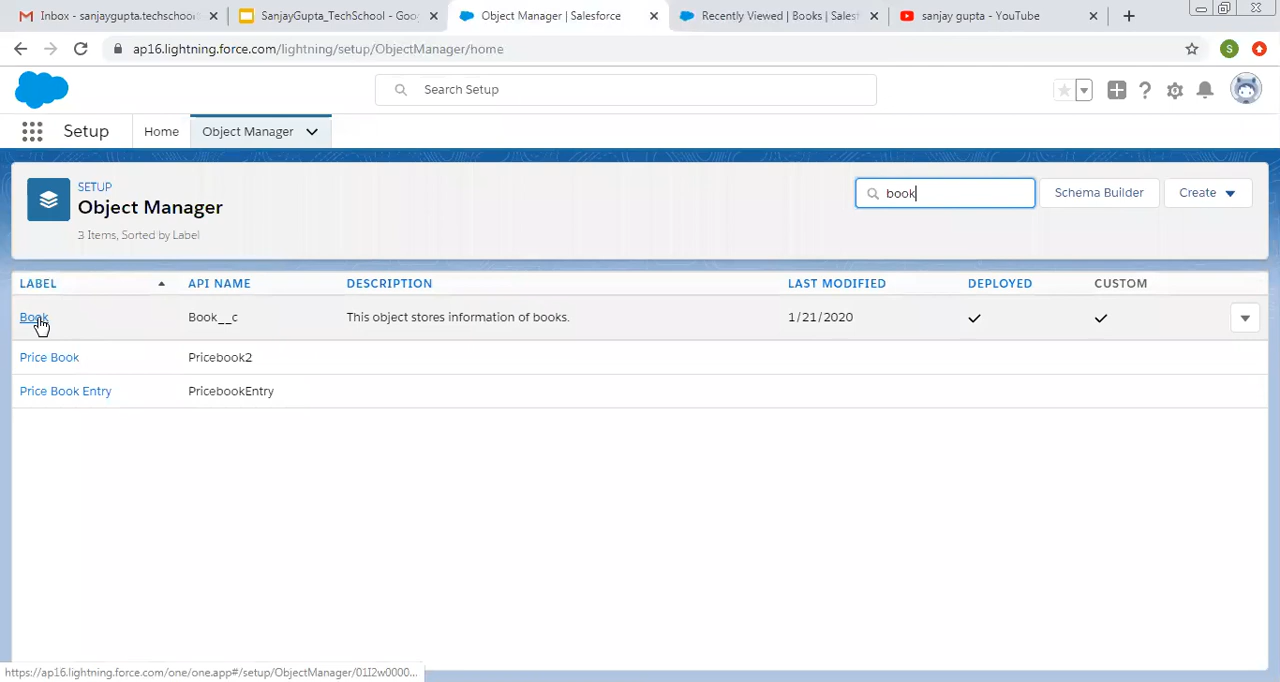 Inbox - sanjaygupta.techschool
SanjayGupta_TechSchool - Goo
Object Manager | Salesforce
Recently Viewed | Books | Salesf
sanjay gupta - YouTube
ap16.lightning.force.com/lightning/setup/ObjectManager/home
S
Search Setup
Setup
Home
Object Manager
SETUP
Object Manager
3 Items, Sorted by Label
book
Schema Builder
Create
LABEL API NAME DESCRIPTION LAST MODIFIED DEPLOYED CUSTOM
Book Book__c This object stores information of books. 1/21/2020
Price Book Pricebook2
Price Book Entry PricebookEntry
https://ap16.lightning.force.com/one/one.app#/setup/ObjectManager/01I2w0000...